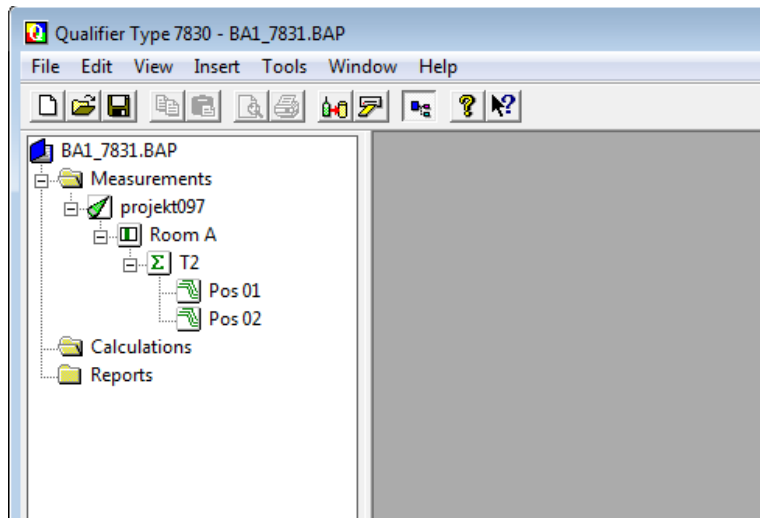 Qualifier Type 7830 - BA1_7831.BAP
File Edit View Insert Tools Window Help
BA1_7831.BAP
Measurements
projekt097
Room A
Σ T2
Pos 01
Pos 02
Calculations
Reports